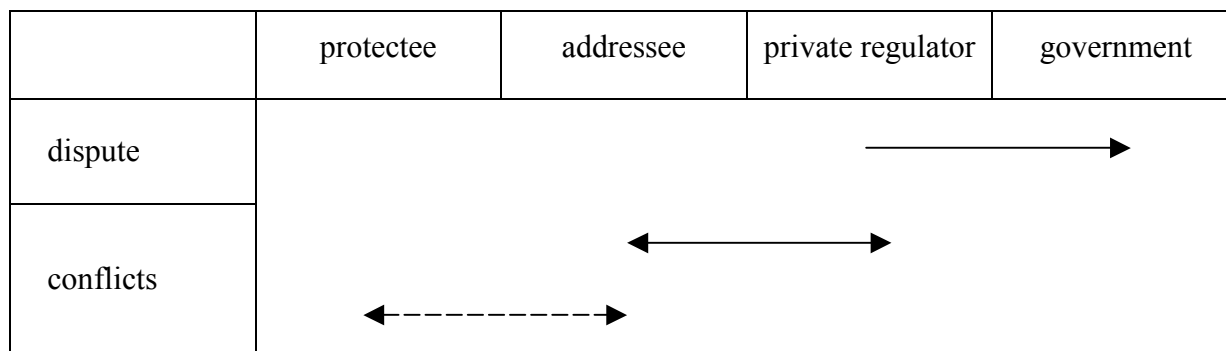 protectee addressee private regulator government
dispute
conflicts